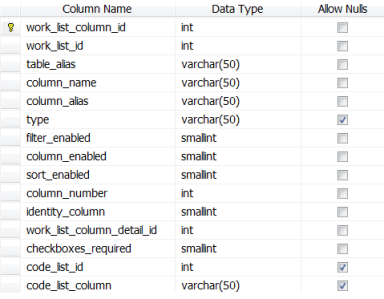 Column Name Data Type Allow Nulls
work_list_column_id int
work_list_id int
table_alias varchar(50)
column_name varchar(50)
column_alias varchar(50)
type varchar(50)
filter_enabled smallint
column_enabled smallint
sort_enabled smallint
column_number int
identity_column smallint
work_list_column_detail_id int
checkboxes_required smallint
code_list_id int
code_list_column varchar(50)